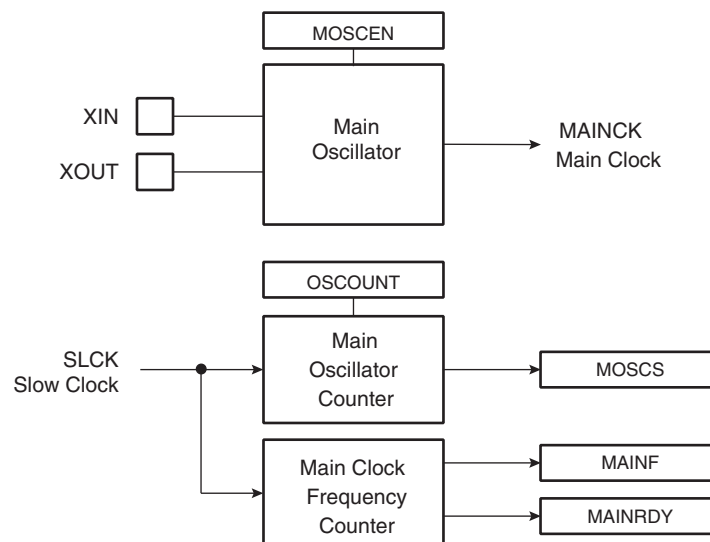 MOSCEN
XIN
XOUT
Main
Oscillator
MAINCK
Main Clock
OSCOUNT
SLCK
Slow Clock
Main
Oscillator
Counter
MOSCS
Main Clock
Frequency
Counter
MAINF
MAINRDY